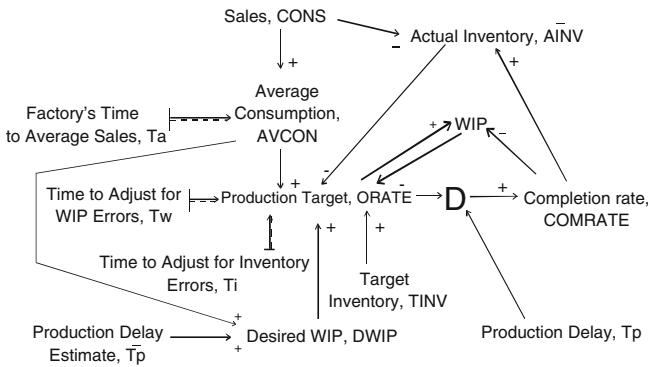 Sales, CONS
Actual Inventory, AINV
Average
Consumption,
AVCON
Factory's Time
to Average Sales, Ta
WIP
Time to Adjust for
WIP Errors, Tw
Production Target, ORATE
D
Completion rate,
COMRATE
Time to Adjust for Inventory
Errors, Ti
Target
Inventory, TINV
Production Delay
Estimate, T̄p
Desired WIP, DWIP
Production Delay, Tp
+
−
+
+
−
+
-
-
+
+
+
+
+
+